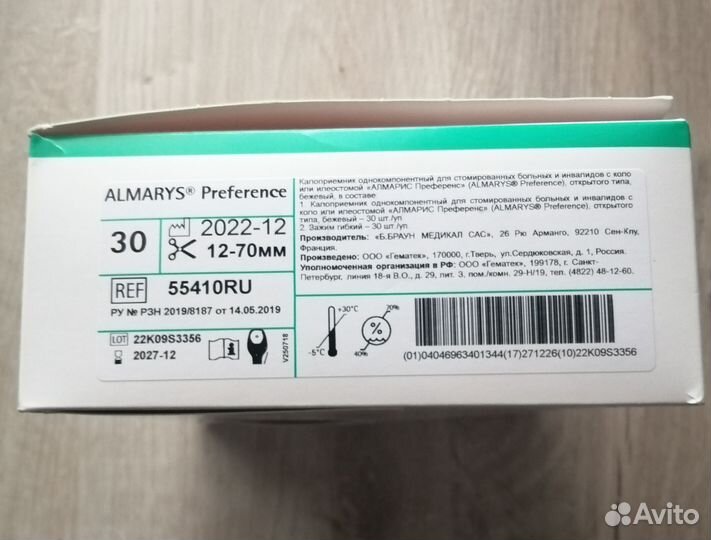 ALMARYS® Preference
30
2022-12
12-70мм
REF 55410RU
РУ № РЗН 2019/8187 от 14.05.2019
LOT 22K09S3356
2027-12
V250718
Калоприемник однокомпонентный для стомированных больных и инвалидов с коло
или илеостомой «АЛМАРИС Преференс» (ALMARYS® Preference), открытого типа,
бежевый, в составе
1. Калоприемник однокомпонентный для стомированных больных и инвалидов с
коло или илеостомой «АЛМАРИС Преференс» (ALMARYS® Preference), открытого
типа, бежевый – 30 шт./уп
2. Зажим гибкий – 30 шт./уп.
Производитель: «Б.БРАУН МЕДИКАЛ САС», 26 Рю Арманго, 92210 Сен-Клу,
Франция.
Произведено: ООО «Гематек», 170000, г.Тверь, ул.Сердюковская, д. 1, Россия.
Уполномоченная организация в РФ: ООО «Гематек», 199178, г. Санкт-
Петербург, линия 18-я В.О., д. 29, лит. 3, пом./комн. 29-Н/19, тел. (4822) 48-12-60.
+30°C
-5°C
70%
%
40%
(01)04046963401344(17)271226(10)22K09S3356
Avito